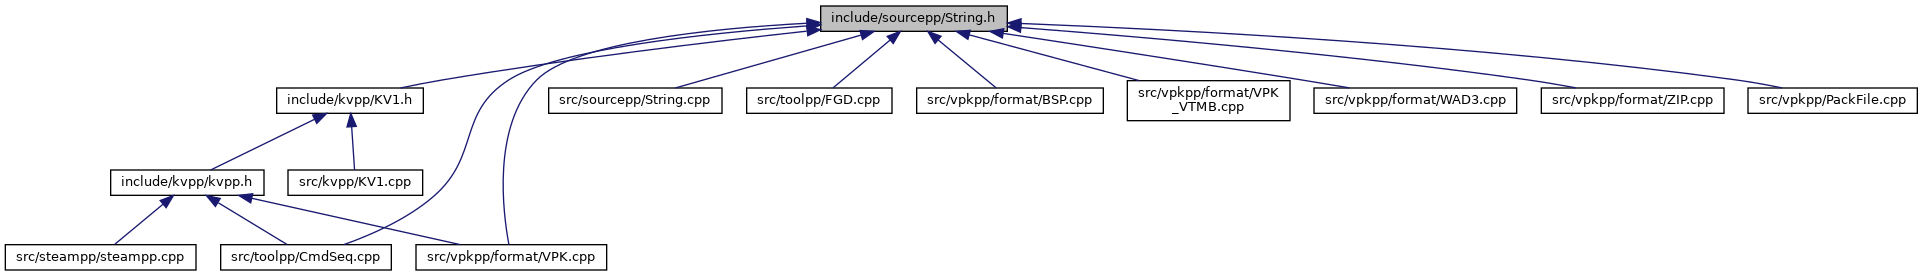 include/sourcepp/String.h
include/kvpp/KV1.h
src/sourcepp/String.cpp
src/toolpp/FGD.cpp
src/vpkpp/format/BSP.cpp
src/vpkpp/format/VPK
_VTMB.cpp
src/vpkpp/format/WAD3.cpp
src/vpkpp/format/ZIP.cpp
src/vpkpp/PackFile.cpp
include/kvpp/kvpp.h
src/kvpp/KV1.cpp
src/steampp/steampp.cpp
src/toolpp/CmdSeq.cpp
src/vpkpp/format/VPK.cpp